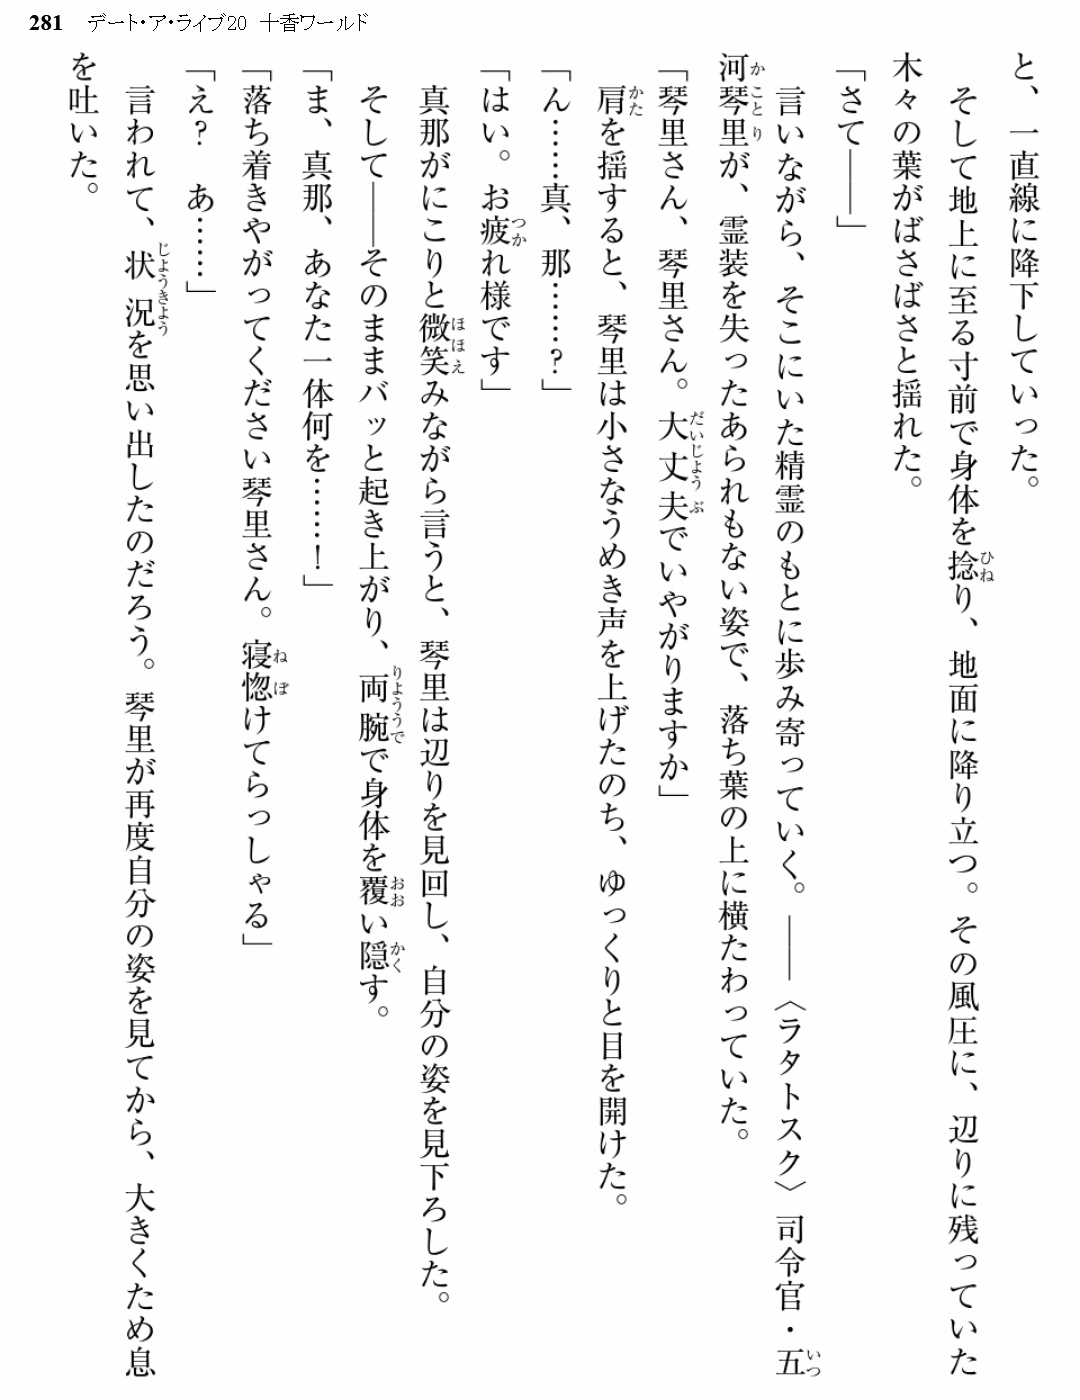 281 デート・ア・ライブ20 十香ワールド
と、一直線に降下していった。
そして地上に至る寸前で身体を捻り、地面に降り立つ。その風圧に、辺りに残っていた
木々の葉がばさばさと揺れた。
「さて――」
言いながら、そこにいた精霊のもとに歩み寄っていく。――〈ラタトスク〉司令官・五
河琴里が、霊装を失ったあられもない姿で、落ち葉の上に横たわっていた。
「琴里さん、琴里さん。大丈夫でいやがりますか」
肩を揺すると、琴里は小さなうめき声を上げたのち、ゆっくりと目を開けた。
「ん……真、那……？」
「はい。お疲れ様です」
真那がにこりと微笑みながら言うと、琴里は辺りを見回し、自分の姿を見下ろした。
そして――そのままバッと起き上がり、両腕で身体を覆い隠す。
「ま、真那、あなた一体何を……！」
「落ち着きやがってください琴里さん。寝惚けてらっしゃる」
「え？　あ……」
言われて、状況を思い出したのだろう。琴里が再度自分の姿を見てから、大きくため息
を吐いた。